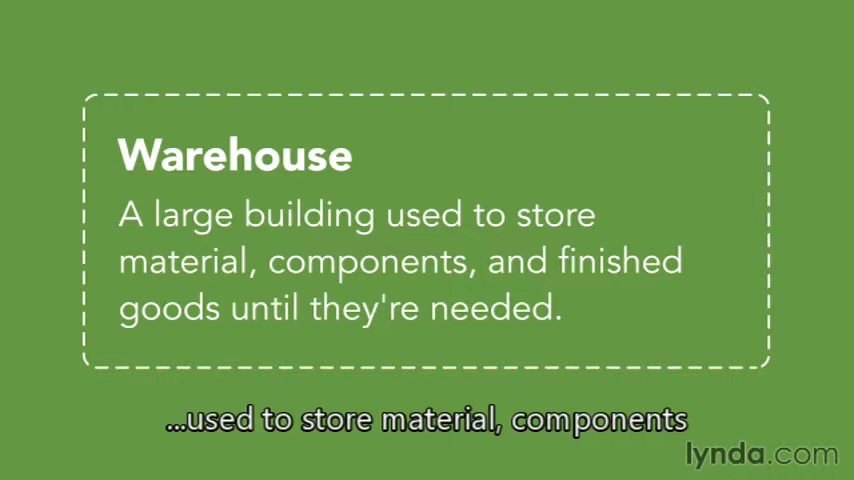 Warehouse
A large building used to store
material, components, and finished
goods until they're needed.
...used to store material, components
lynda.com